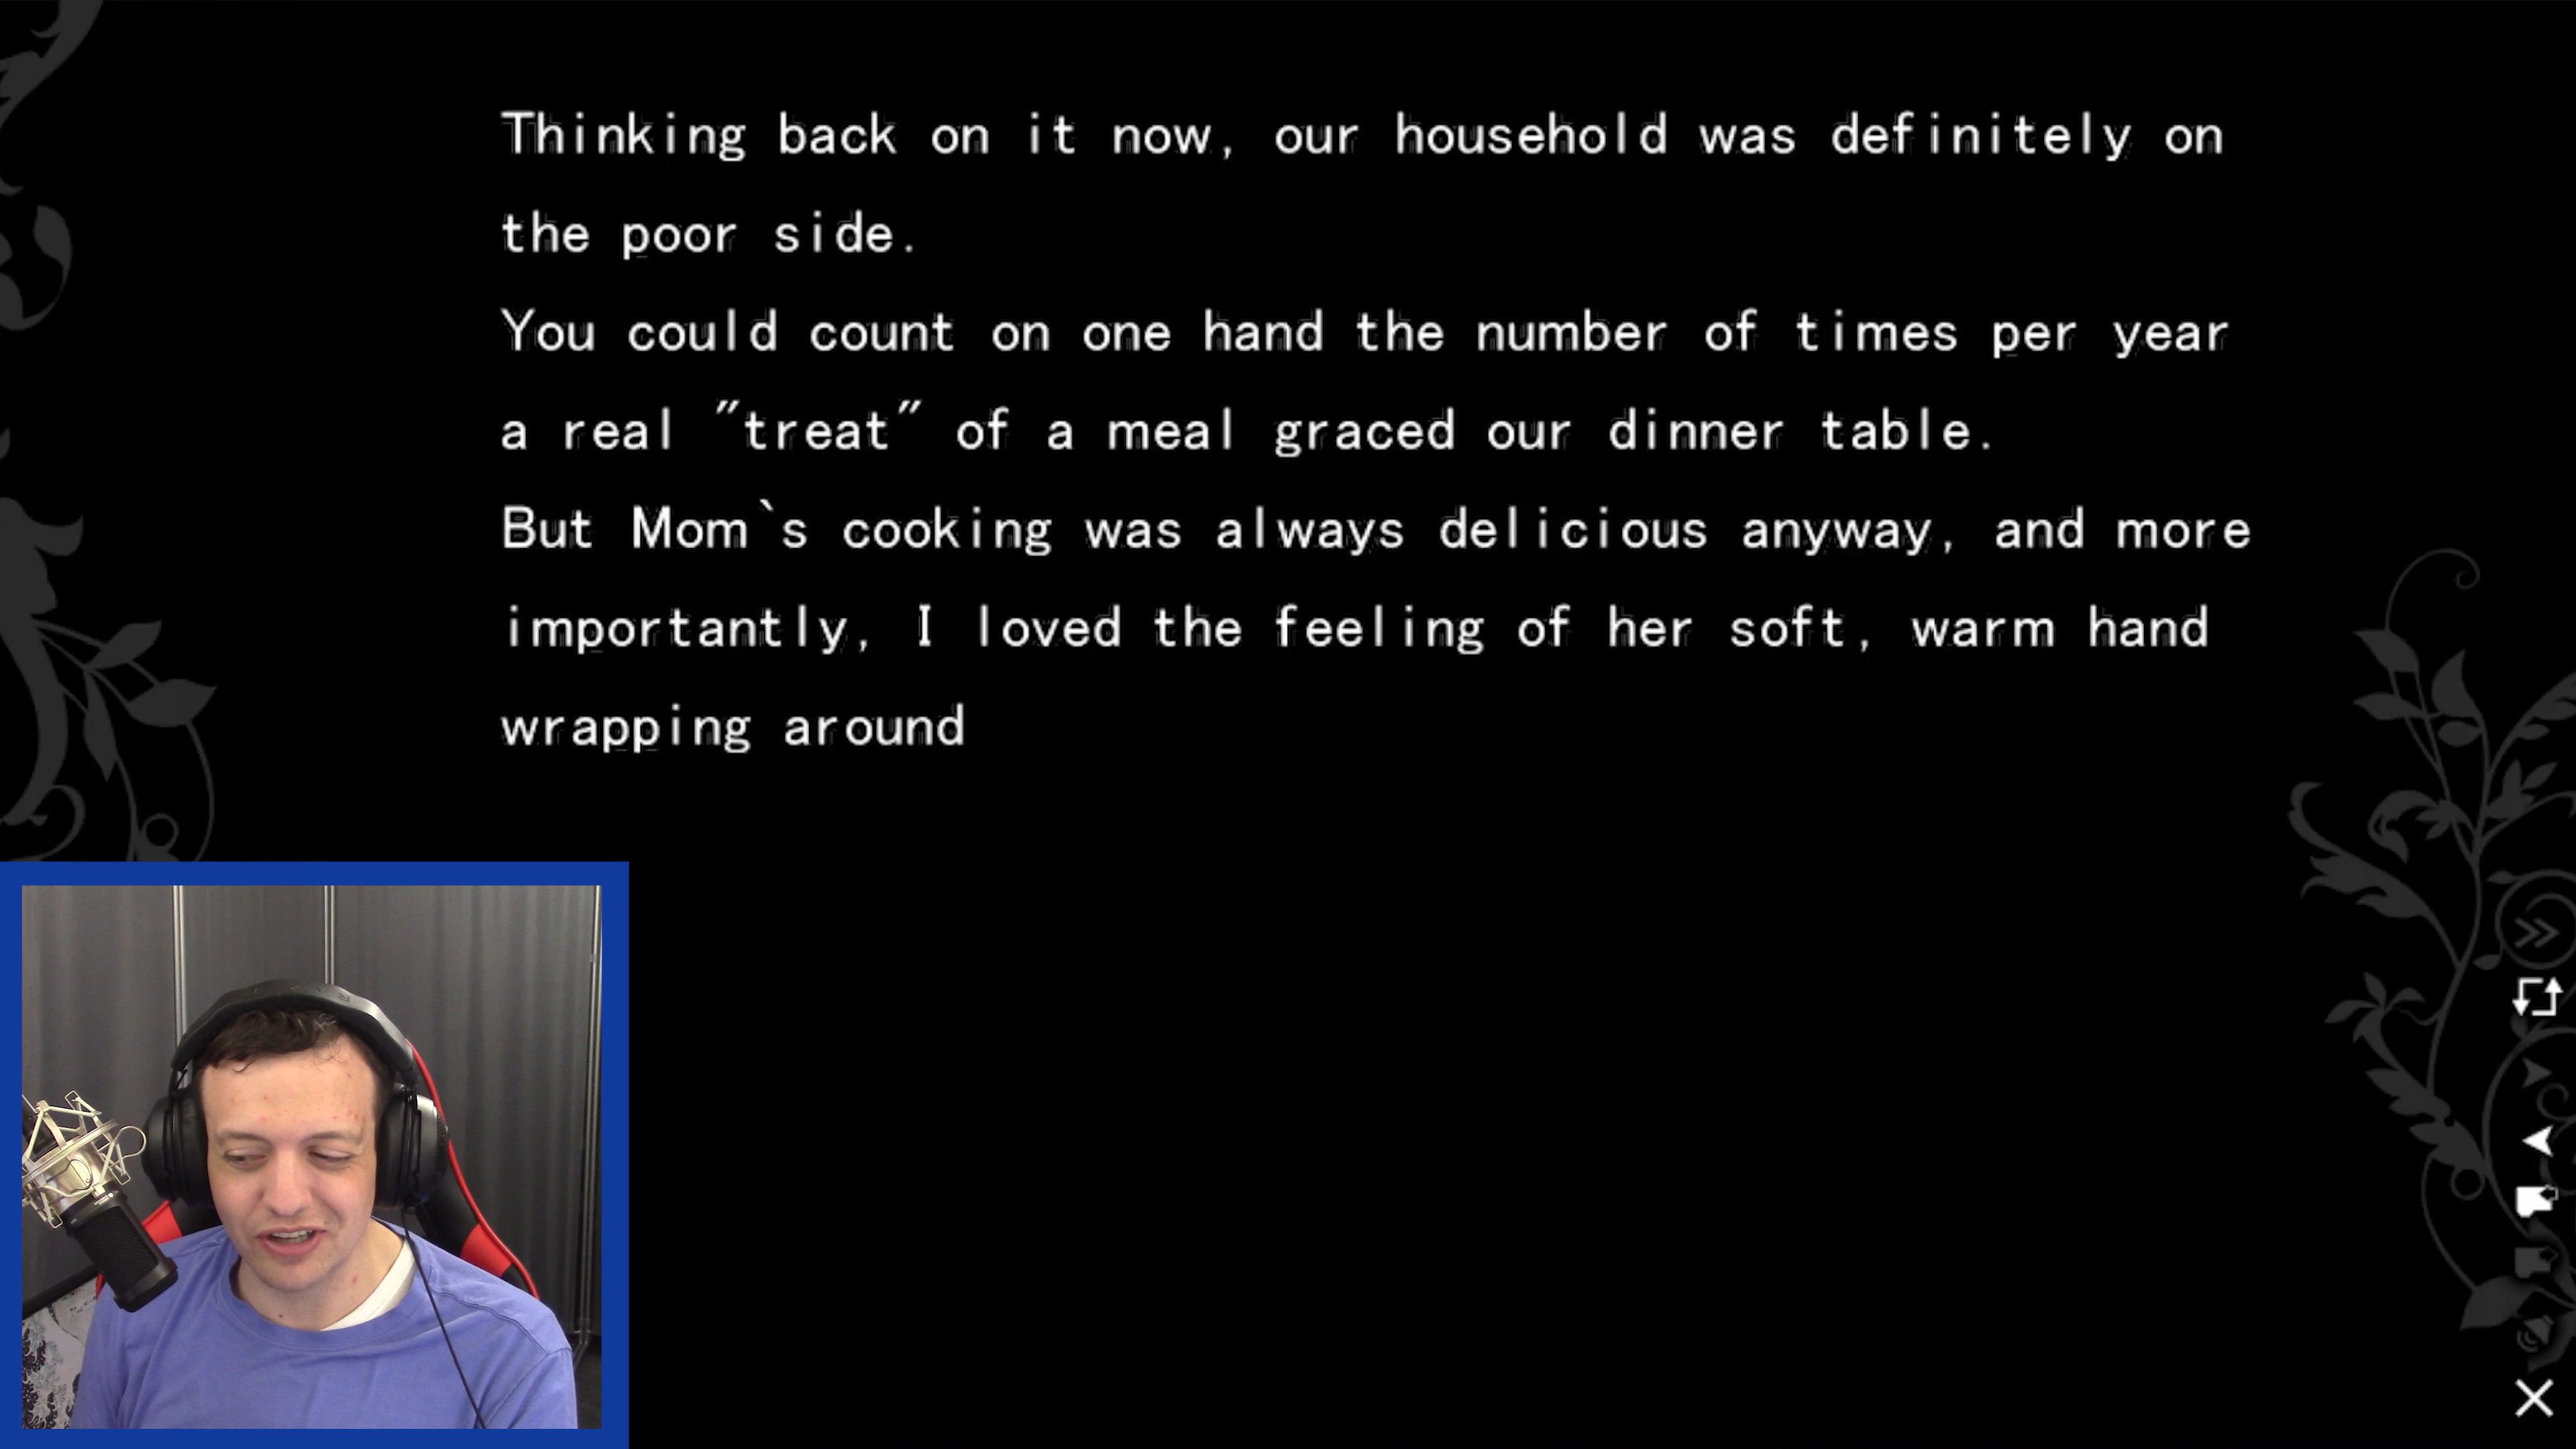 Thinking back on it now, our household was definitely on
the poor side.
You could count on one hand the number of times per year
a real "treat" of a meal graced our dinner table.
But Mom`s cooking was always delicious anyway, and more
importantly, I loved the feeling of her soft, warm hand
wrapping around